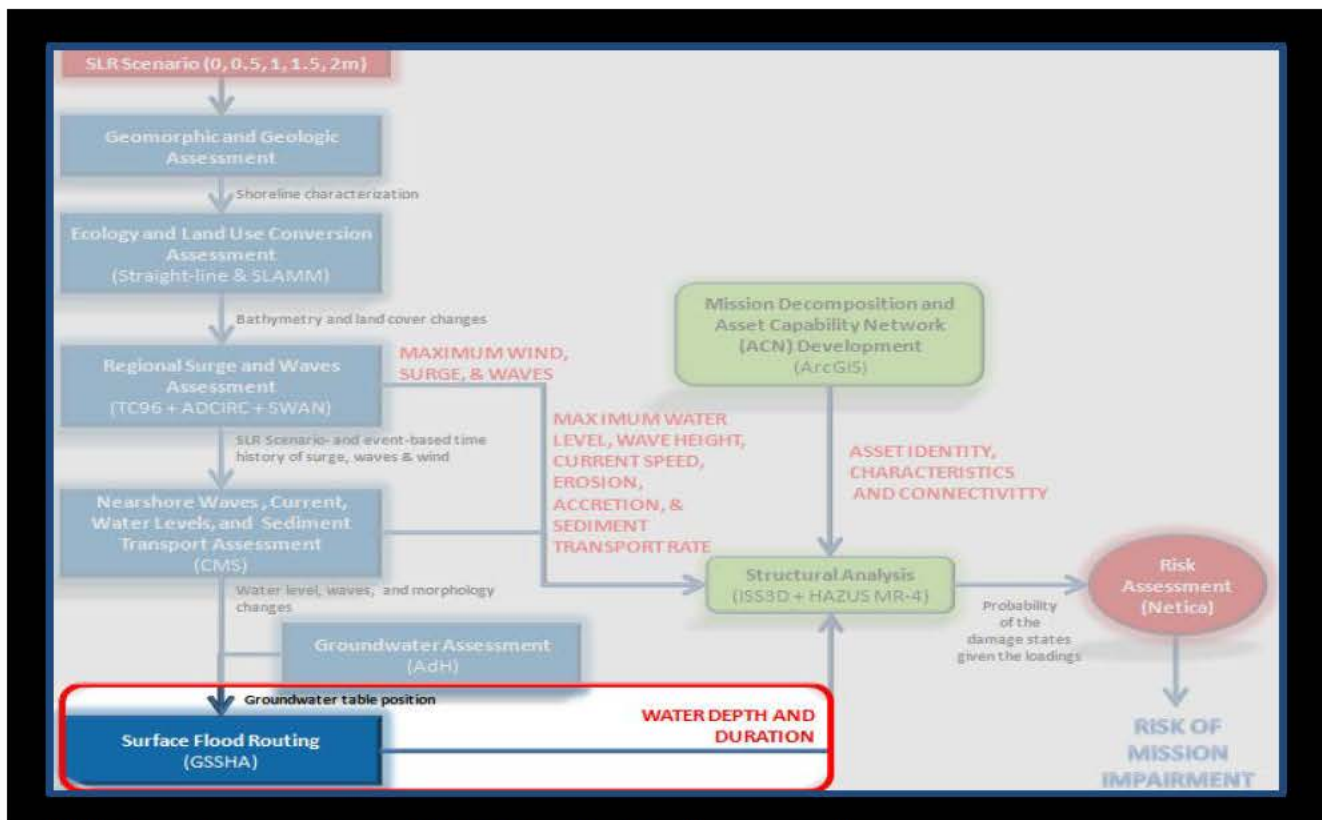 SLR Scenario (0, 0.5, 1, 1.5, 2m)
Geomorphic and Geologic
Assessment
Shoreline characterization
Ecology and Land Use Conversion
Assessment
(Straight-line & SLAMM)
Bathymetry and land cover changes
Regional Surge and Waves
Assessment
(TC96 + ADCIRC + SWAN)
MAXIMUM WIND,
SURGE, & WAVES
SLR Scenario- and event-based time
history of surge, waves & wind
Nearshore Waves, Current,
Water Levels, and Sediment
Transport Assessment
(CMS)
Water level, waves, and morphology
changes
MAXIMUM WATER
LEVEL, WAVE HEIGHT,
CURRENT SPEED,
EROSION,
ACCRETION, &
SEDIMENT
TRANSPORT RATE
Mission Decomposition and
Asset Capability Network
(ACN) Development
(ArcGIS)
ASSET IDENTITY,
CHARACTERISTICS
AND CONNECTIVITTY
Structural Analysis
(ISS3D + HAZUS MR-4)
Probability
of the
damage states
given the loadings
Risk
Assessment
(Netica)
RISK OF
MISSION
IMPAIRMENT
Groundwater Assessment
(AdH)
Groundwater table position
Surface Flood Routing
(GSSHA)
WATER DEPTH AND
DURATION